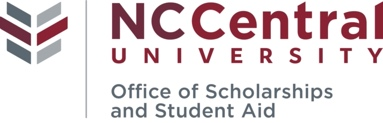 NCCentral
UNIVERSITY
Office of Scholarships
and Student Aid